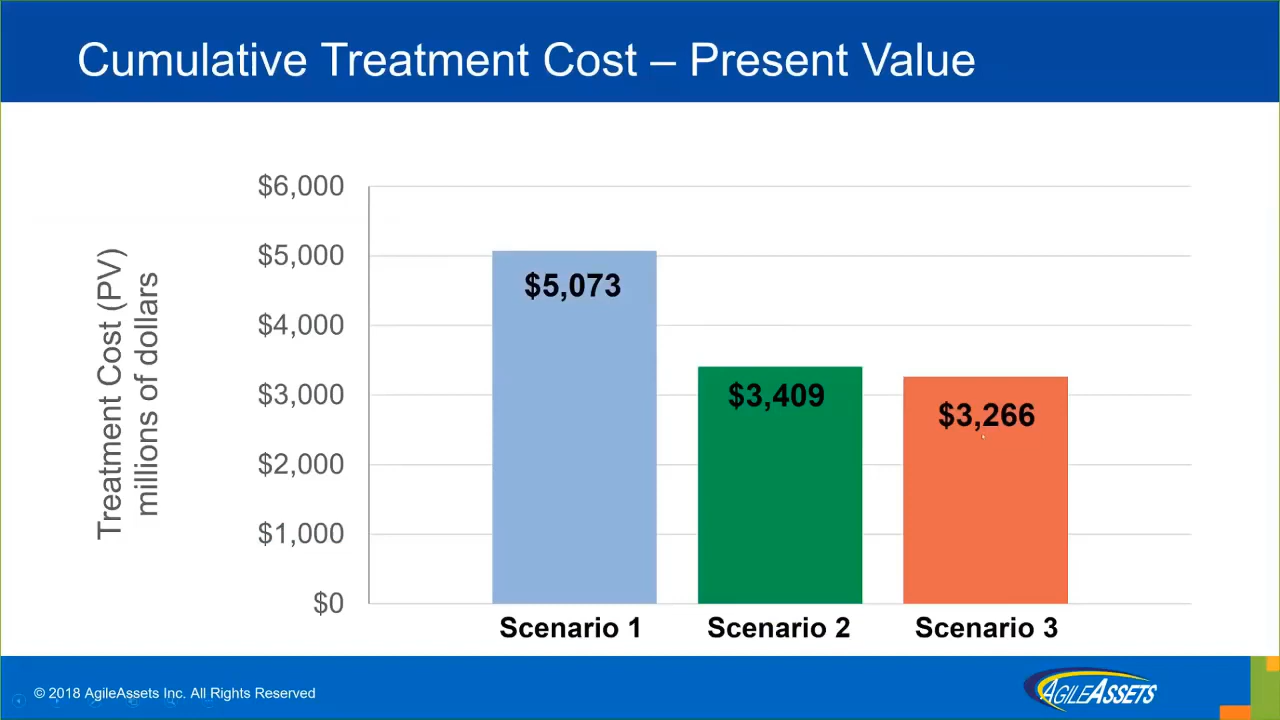 Cumulative Treatment Cost – Present Value
Treatment Cost (PV)
millions of dollars
$6,000
$5,000
$4,000
$3,000
$2,000
$1,000
$0
$5,073
$3,409
$3,266
Scenario 1
Scenario 2
Scenario 3
© 2018 AgileAssets Inc. All Rights Reserved
AGILEASSETS